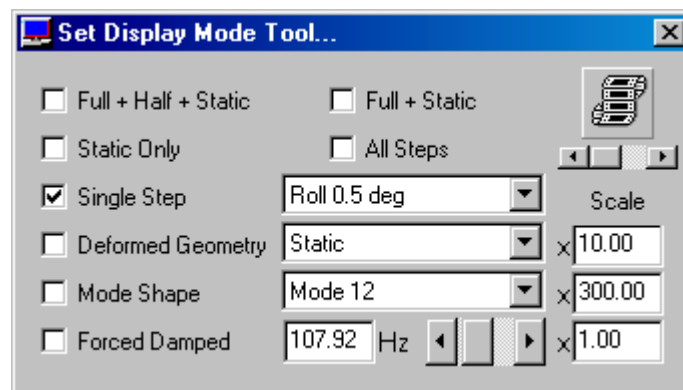 Set Display Mode Tool...
Full + Half + Static Full + Static
Static Only All Steps
Single Step Roll 0.5 deg Scale
Deformed Geometry Static x 10.00
Mode Shape Mode 12 x 300.00
Forced Damped 107.92 Hz x 1.00